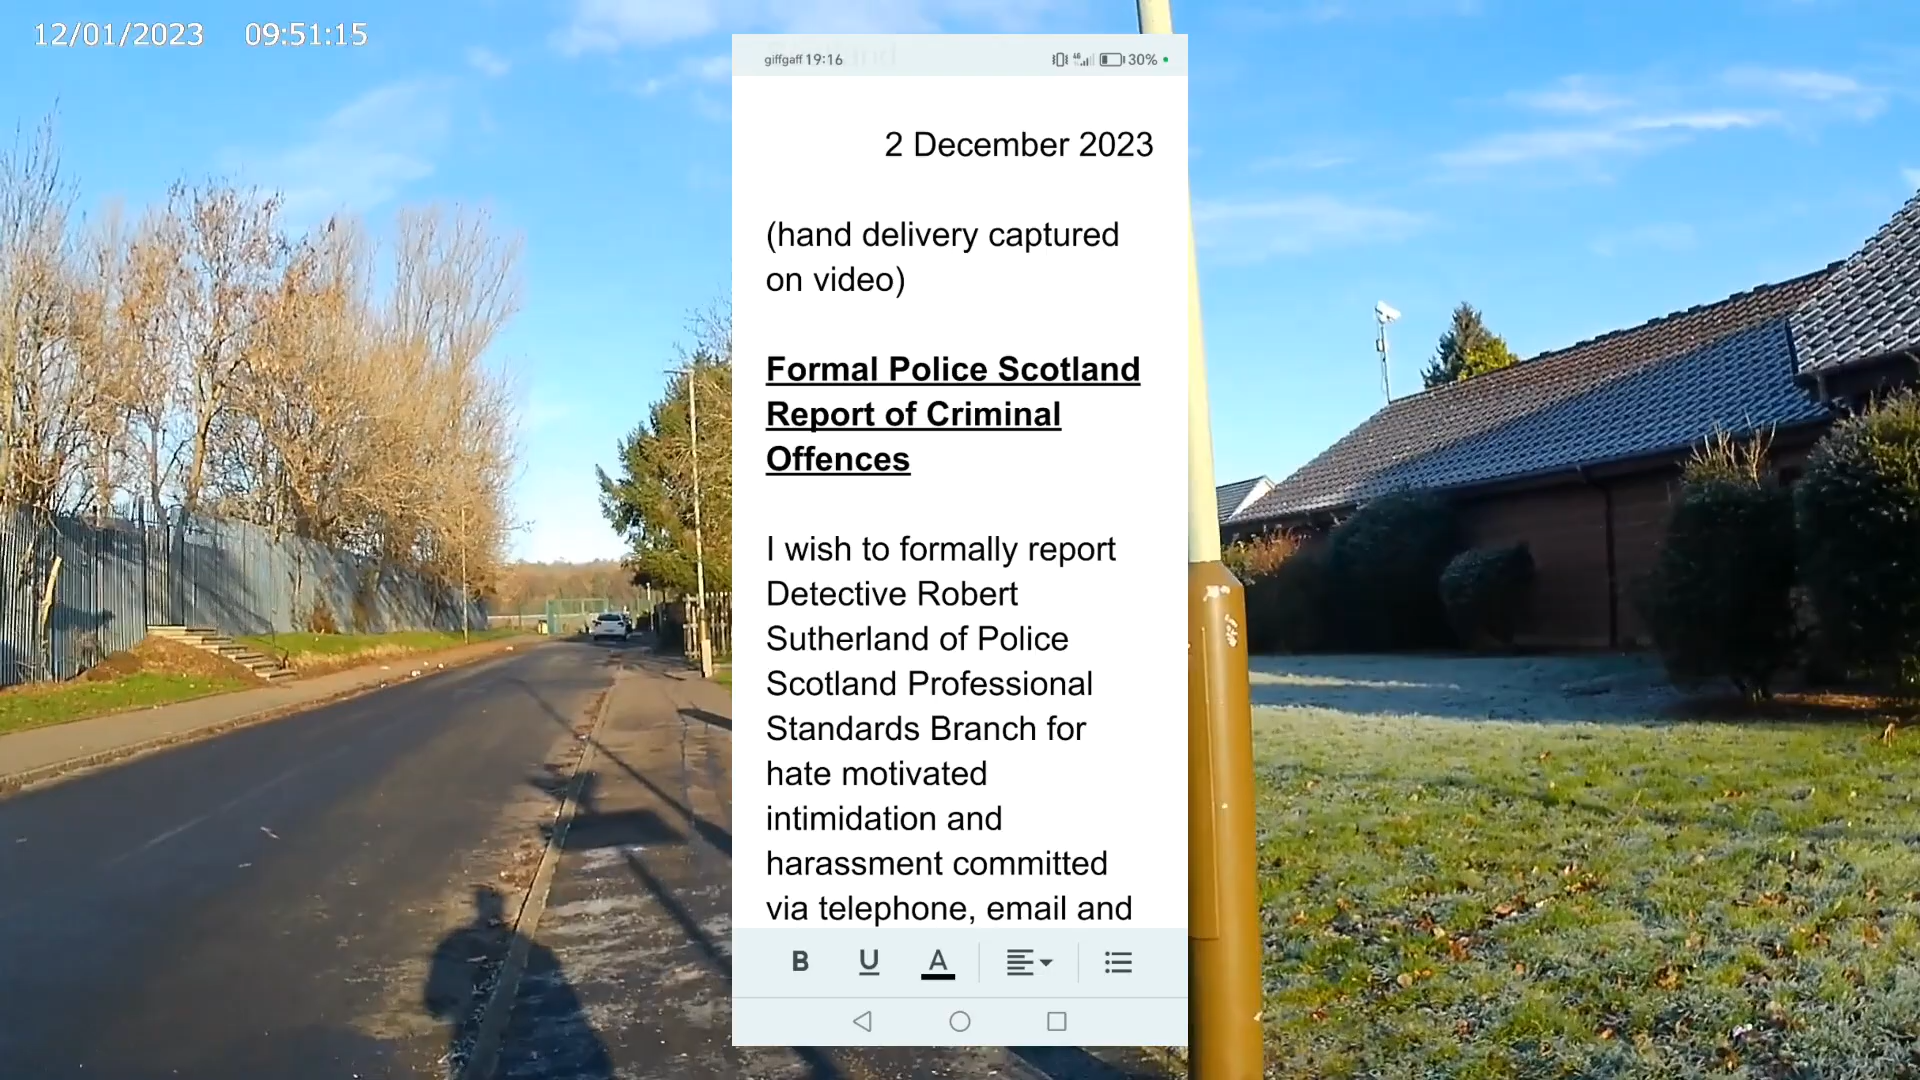 12/01/2023 09:51:15
giffgaff 19:16
30%
2 December 2023
(hand delivery captured
on video)
Formal Police Scotland
Report of Criminal
Offences
I wish to formally report
Detective Robert
Sutherland of Police
Scotland Professional
Standards Branch for
hate motivated
intimidation and
harassment committed
via telephone, email and
B U A